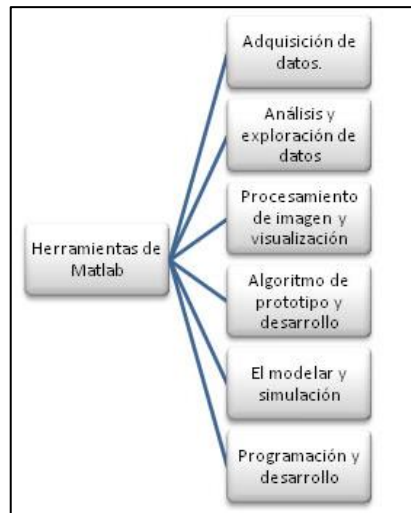 Herramientas de
Matlab
Adquisición de
datos.
Análisis y
exploración de
datos
Procesamiento
de imagen y
visualización
Algoritmo de
prototipo y
desarrollo
El modelar y
simulación
Programación y
desarrollo